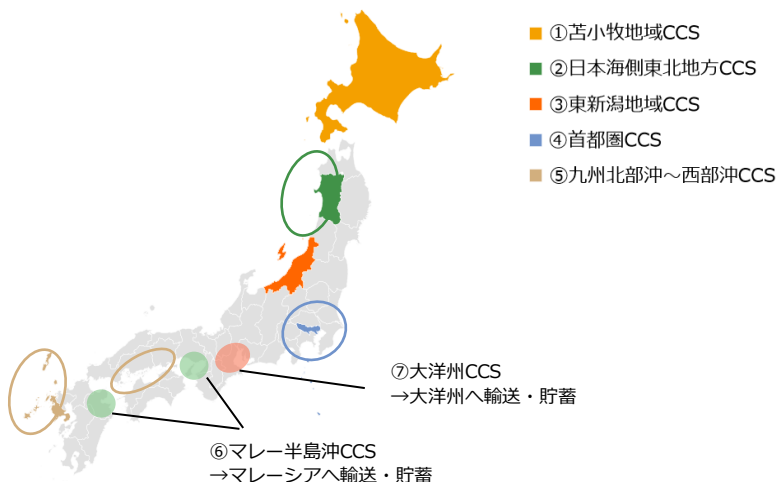 ①苫小牧地域CCS
②日本海側東北地方CCS
③東新潟地域CCS
④首都圏CCS
⑤九州北部沖～西部沖CCS
⑦大洋州CCS
→大洋州へ輸送・貯蓄
⑥マレー半島沖CCS
→マレーシアへ輸送・貯蓄